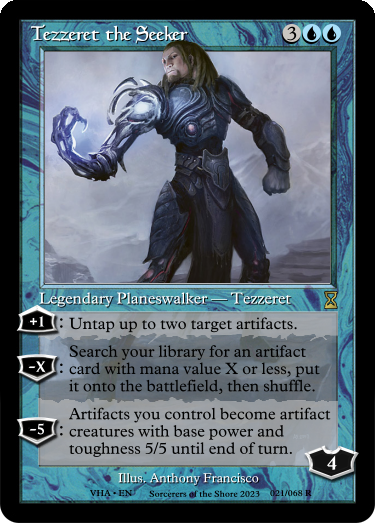 Tezzeret the Seeker 3
Legendary Planeswalker — Tezzeret
+1 : Untap up to two target artifacts.
Search your library for an artifact
-X : card with mana value X or less, put
it onto the battlefield, then shuffle.
Artifacts you control become artifact
-5 : creatures with base power and
toughness 5/5 until end of turn.
4
Illus. Anthony Francisco
VHA • EN Sorcerers of the Shore 2023 021/068 R